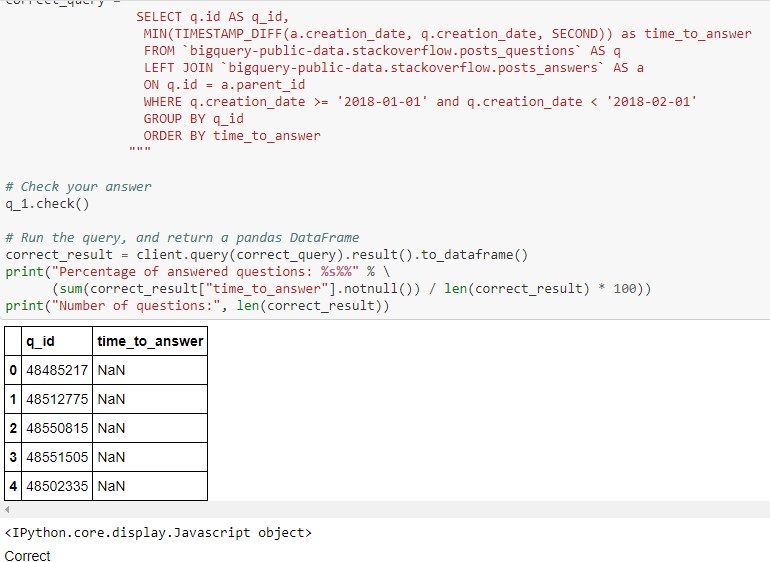 correct_query =
SELECT q.id AS q_id,
MIN(TIMESTAMP_DIFF(a.creation_date, q.creation_date, SECOND)) as time_to_answer
FROM `bigquery-public-data.stackoverflow.posts_questions` AS q
LEFT JOIN `bigquery-public-data.stackoverflow.posts_answers` AS a
ON q.id = a.parent_id
WHERE q.creation_date >= '2018-01-01' and q.creation_date < '2018-02-01'
GROUP BY q_id
ORDER BY time_to_answer
"""
# Check your answer
q_1.check()
# Run the query, and return a pandas DataFrame
correct_result = client.query(correct_query).result().to_dataframe()
print("Percentage of answered questions: %s%%" % \
(sum(correct_result["time_to_answer"].notnull()) / len(correct_result) * 100))
print("Number of questions:", len(correct_result))
q_id time_to_answer
0 48485217 NaN
1 48512775 NaN
2 48550815 NaN
3 48551505 NaN
4 48502335 NaN
<IPython.core.display.Javascript object>
Correct